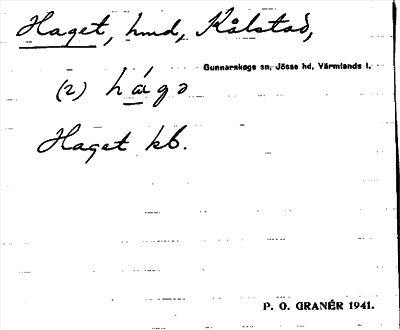 Haget, hmd, Kålstad,
Gunnarskogs sn, Jösse hd, Värmlands l.
(2) hágə
Haget kb.
P. O. GRANÉR 1941.